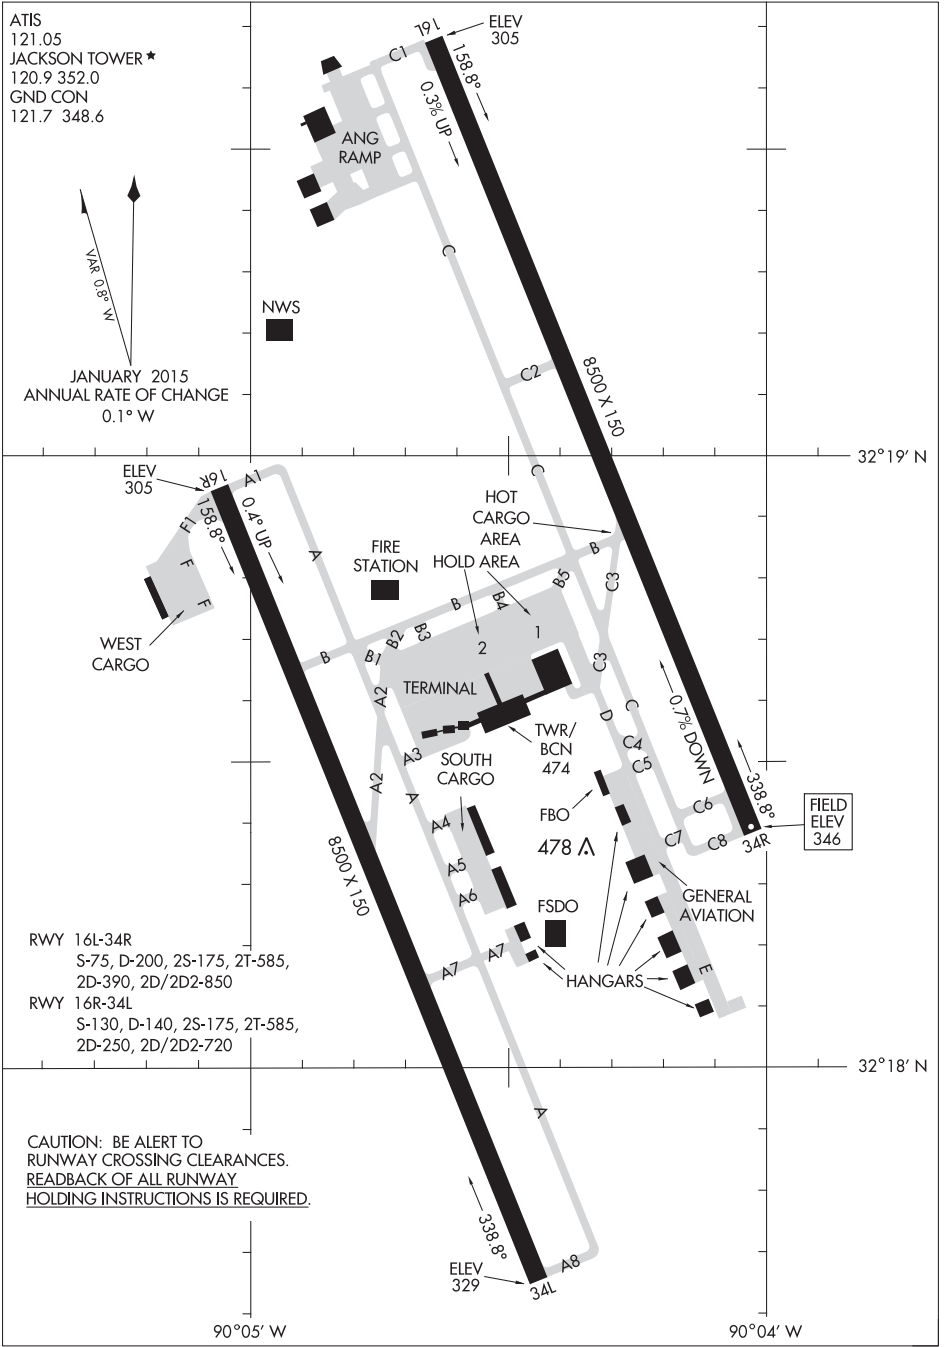 ATIS
121.05
JACKSON TOWER ★
120.9 352.0
GND CON
121.7 348.6
16L
ELEV
305
158.8°
0.3% UP
C1
ANG
RAMP
VAR 0.8° W
JANUARY 2015
ANNUAL RATE OF CHANGE
0.1° W
C
NWS
C2
8500 X 150
32°19' N
ELEV
305
16R
A1
158.8°
0.4° UP
F1
F
F
WEST
CARGO
A
FIRE
STATION
HOT
CARGO
AREA
HOLD AREA
C
B
B5
C3
B
B4
B3
B2
B1
B
1
2
C3
A2
TERMINAL
D
C
0.7% DOWN
338.8°
TWR/
BCN
474
C4
C5
A3
SOUTH
CARGO
A2
A
FBO
C6
C7
C8
34R
FIELD
ELEV
346
A4
478
A5
A6
8500 X 150
GENERAL
AVIATION
FSDO
A7
A7
HANGARS
E
RWY 16L-34R
S-75, D-200, 2S-175, 2T-585,
2D-390, 2D/2D2-850
RWY 16R-34L
S-130, D-140, 2S-175, 2T-585,
2D-250, 2D/2D2-720
32°18' N
A
CAUTION: BE ALERT TO
RUNWAY CROSSING CLEARANCES.
READBACK OF ALL RUNWAY
HOLDING INSTRUCTIONS IS REQUIRED.
338.8°
A8
ELEV
329
34L
90°05' W
90°04' W